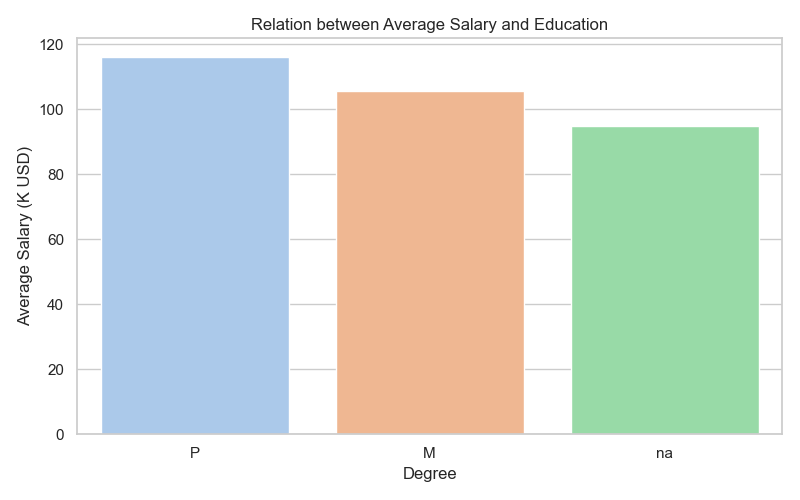 Relation between Average Salary and Education
120
100
80
60
40
20
0
Average Salary (K USD)
P
M
na
Degree